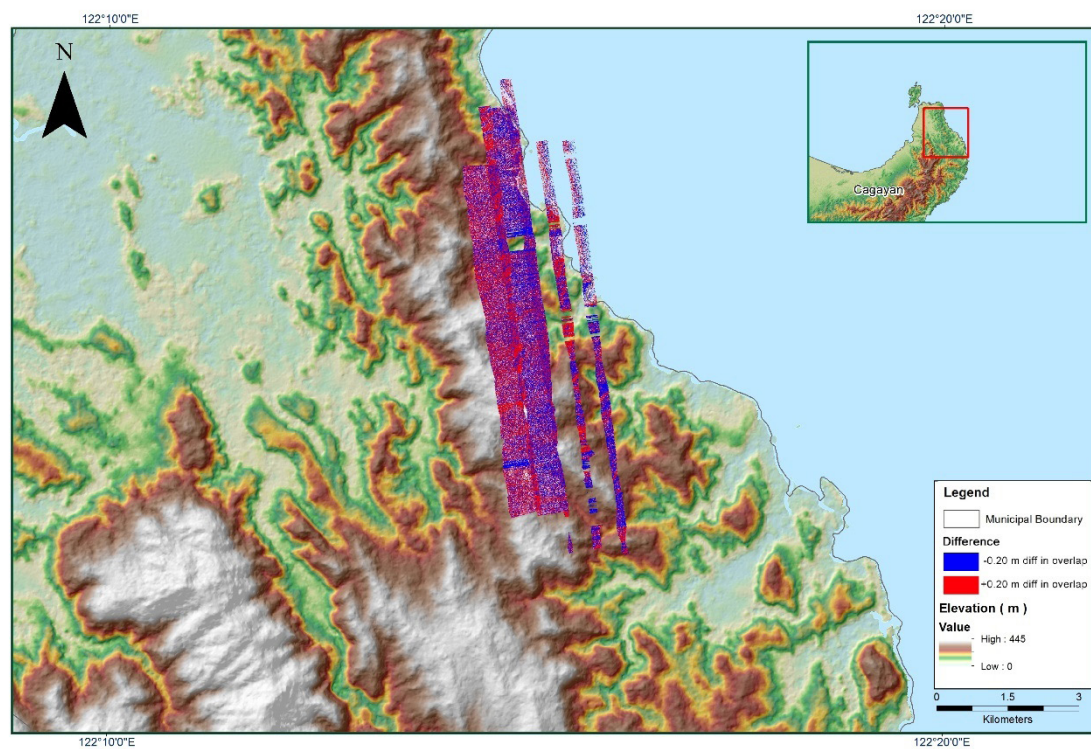 122°10'0"E
122°20'0"E
N
Cagayan
Legend
Municipal Boundary
Difference
-0.20 m diff in overlap
+0.20 m diff in overlap
Elevation ( m )
Value
High : 445
Low : 0
0 1.5 3
Kilometers
122°10'0"E
122°20'0"E